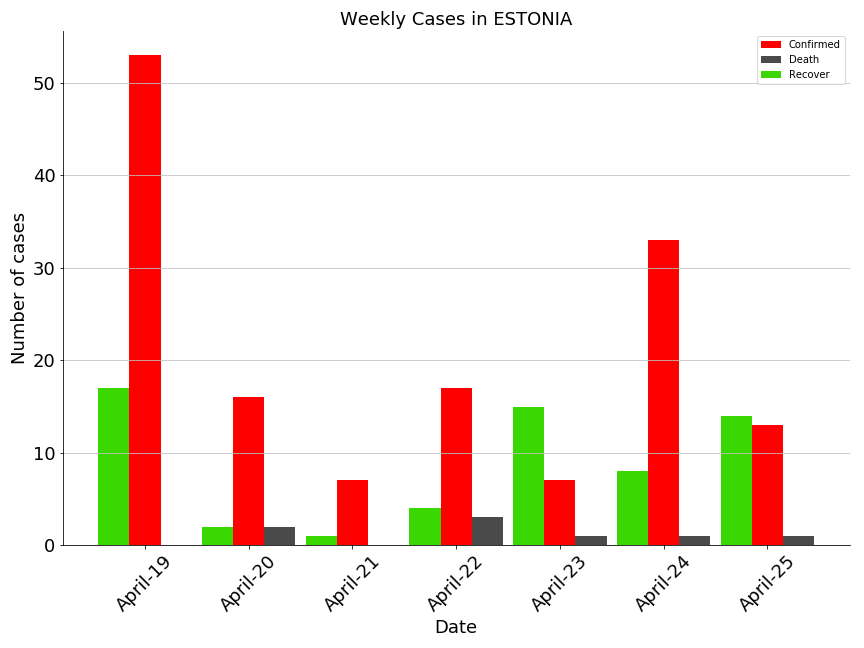 Weekly Cases in ESTONIA
Confirmed
Death
Recover
Number of cases
50
40
30
20
10
0
April-19
April-20
April-21
April-22
April-23
April-24
April-25
Date